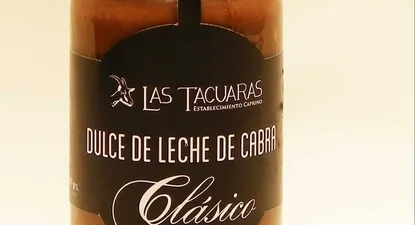 LAS TACUARAS
ESTABLECIMIENTO CAPRINO
DULCE DE LECHE DE CABRA
Clásico